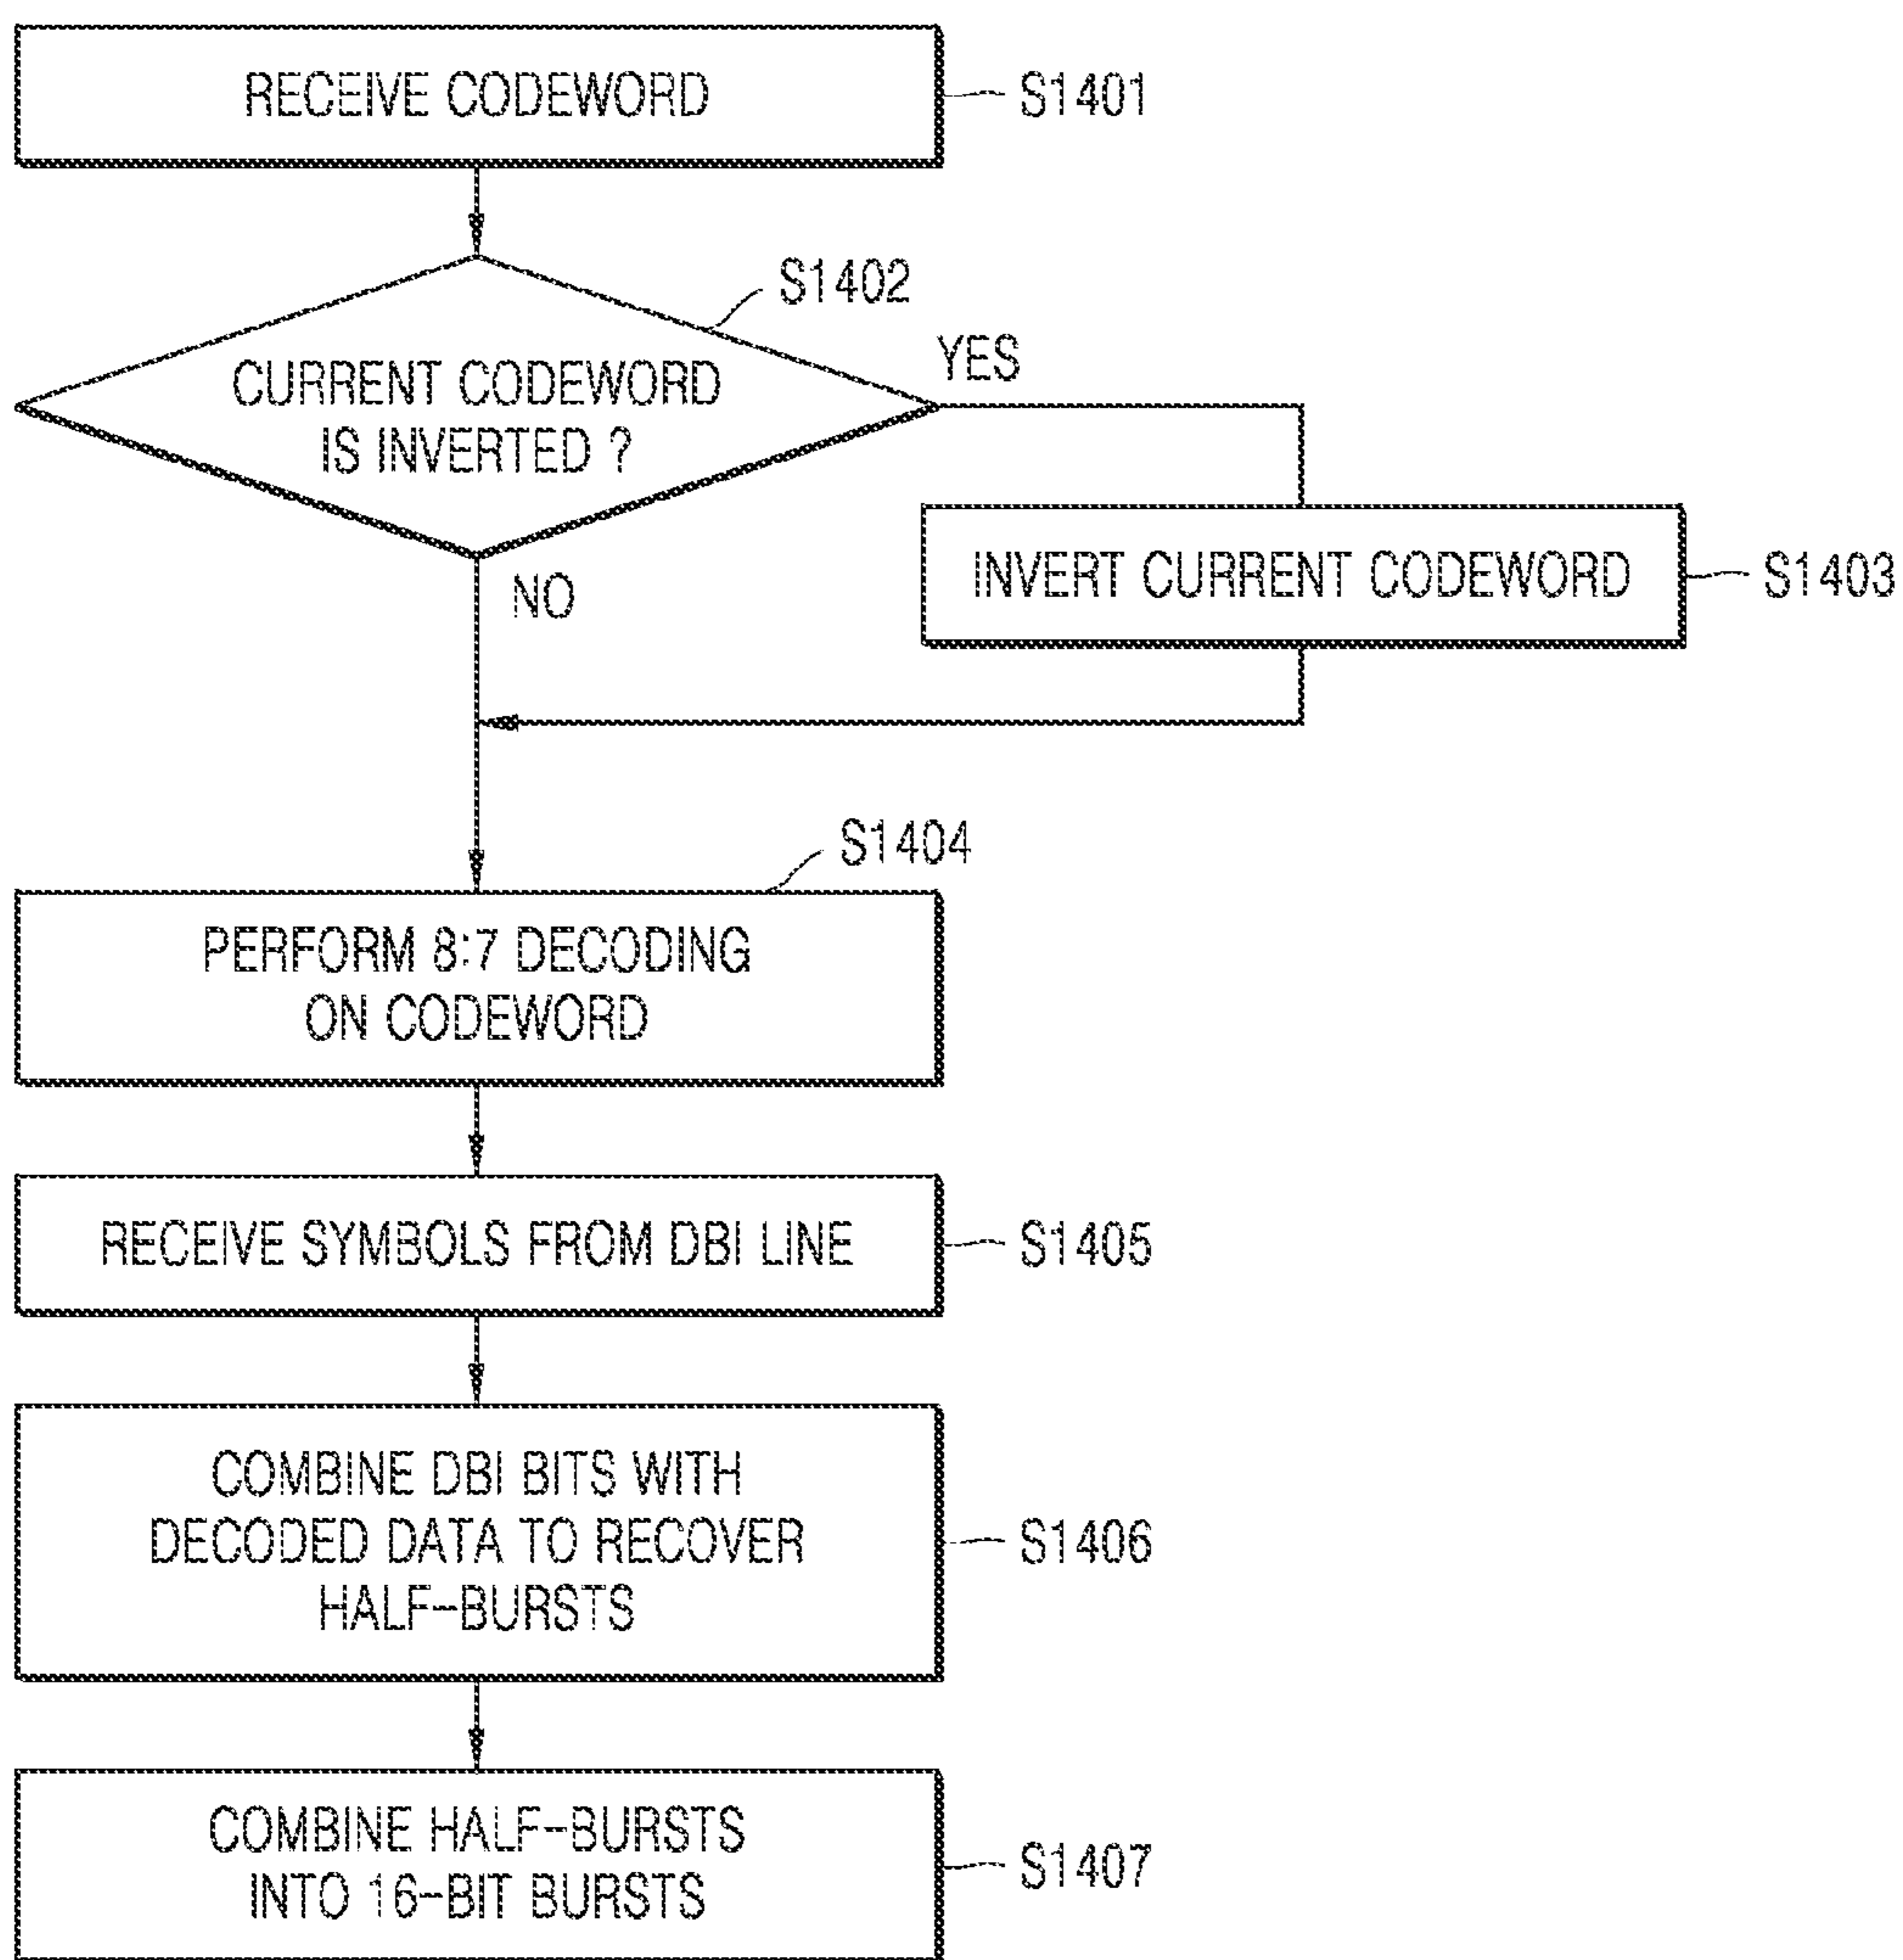 RECEIVE CODEWORD
S1401
S1402
CURRENT CODEWORD
IS INVERTED ?
YES
NO
INVERT CURRENT CODEWORD
S1403
S1404
PERFORM 8:7 DECODING
ON CODEWORD
RECEIVE SYMBOLS FROM DBI LINE
S1405
COMBINE DBI BITS WITH
DECODED DATA TO RECOVER
HALF-BURSTS
S1406
COMBINE HALF-BURSTS
INTO 16-BIT BURSTS
S1407